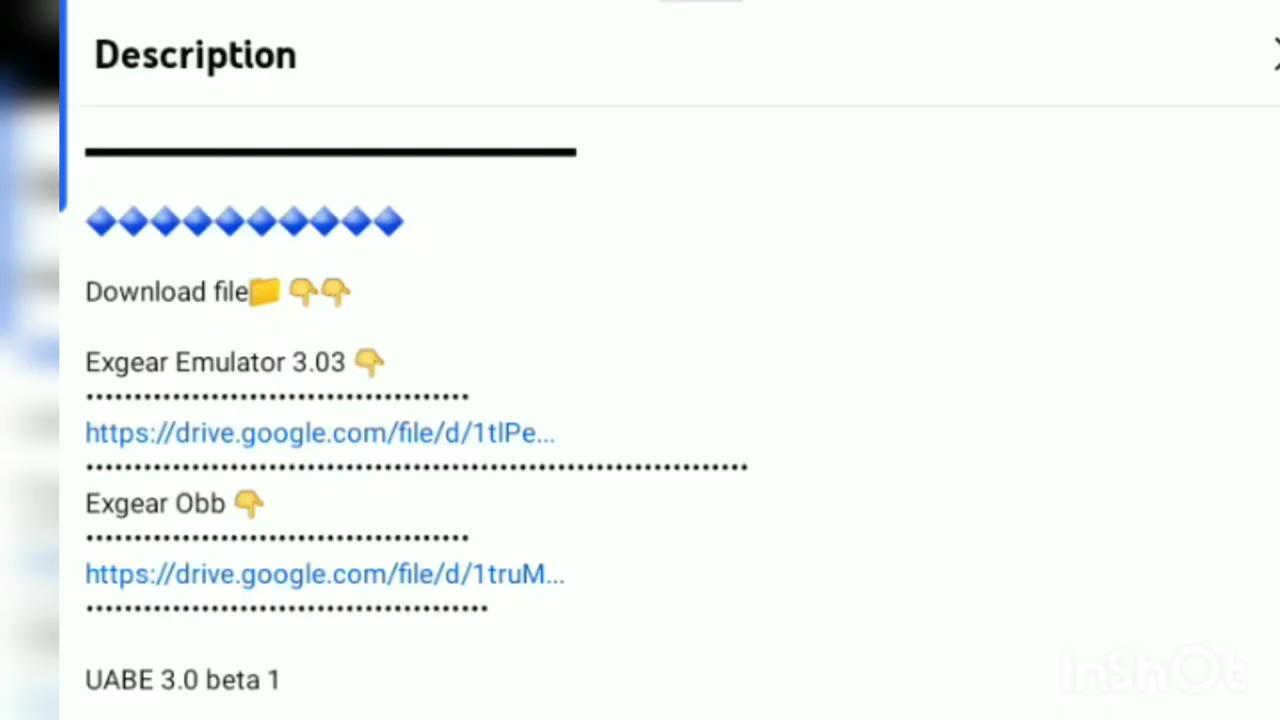 Description
Download file📁 👇👇
Exgear Emulator 3.03 👇
https://drive.google.com/file/d/1tlPe...
Exgear Obb 👇
https://drive.google.com/file/d/1truM...
UABE 3.0 beta 1
InShOt